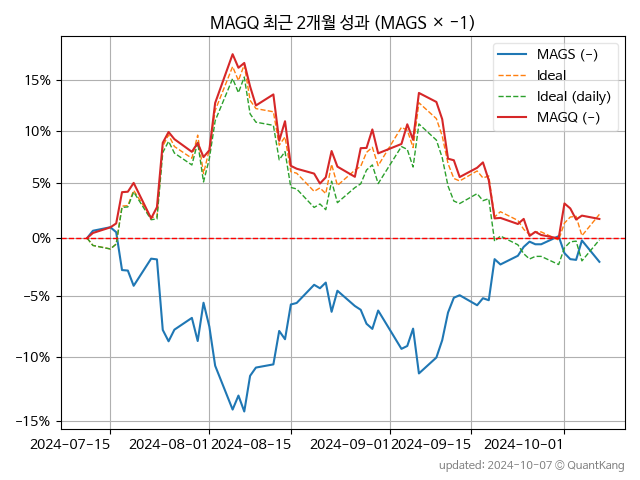 MAGQ 최근 2개월 성과 (MAGS × −1)
MAGS (−)
Ideal
Ideal (daily)
MAGQ (−)
15%
10%
5%
0%
−5%
−10%
−15%
2024−07−15
2024−08−01
2024−08−15
2024−09−01
2024−09−15
2024−10−01
updated: 2024−10−07 © QuantKang